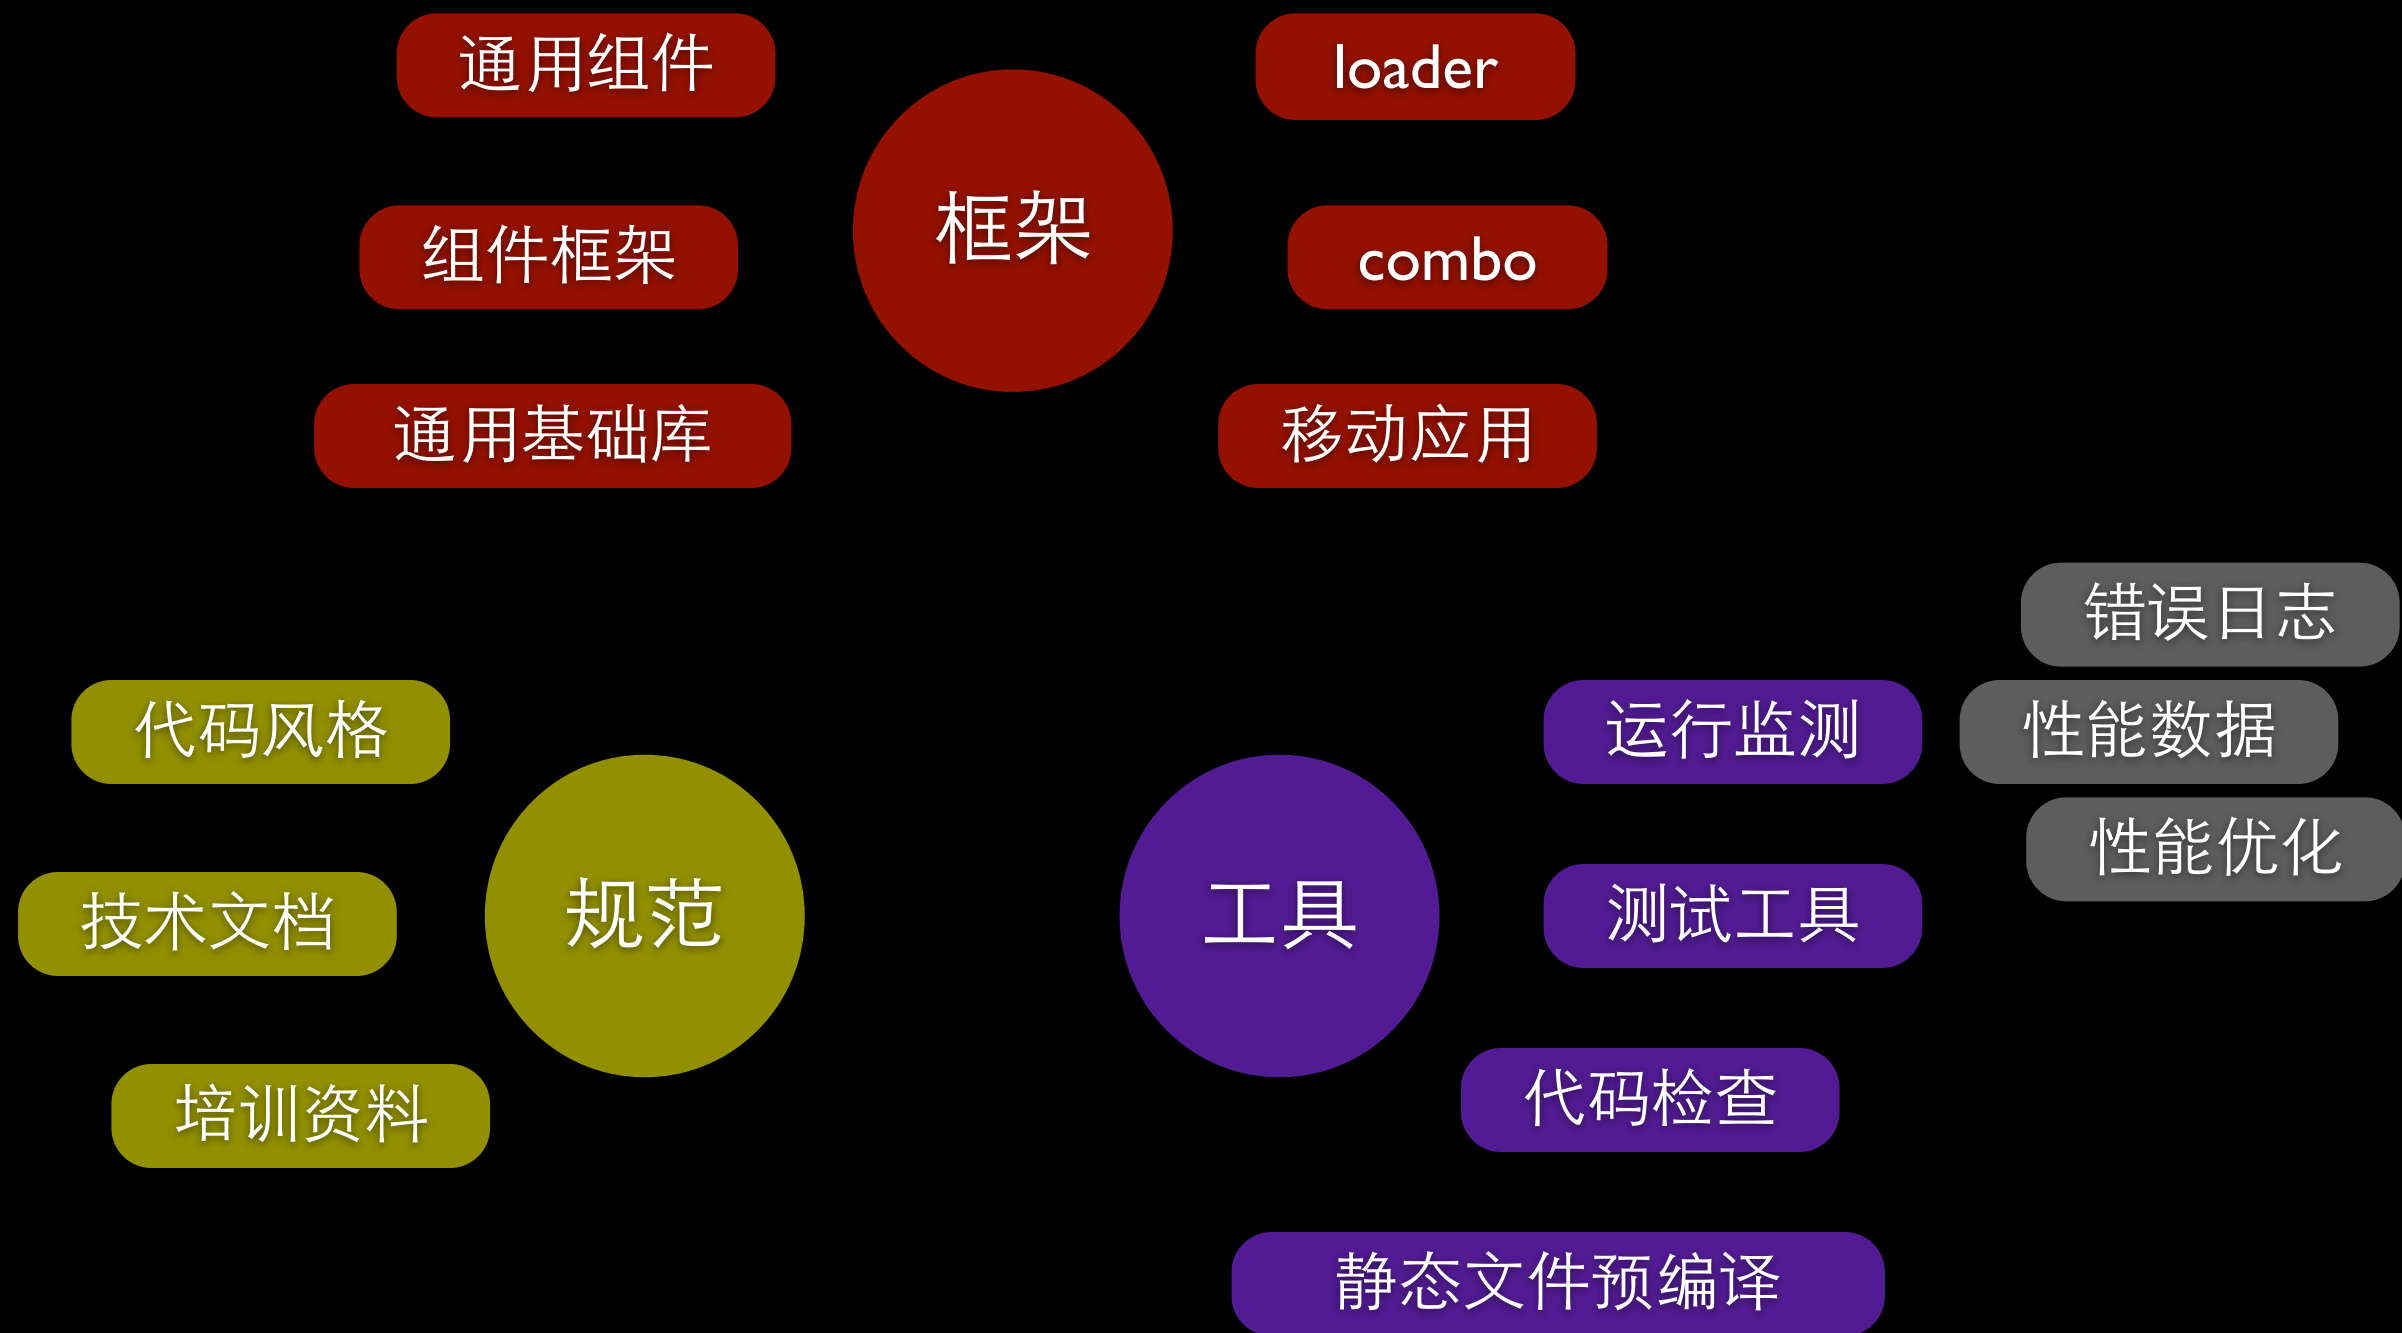 通用组件
loader
框架
组件框架
combo
通用基础库
移动应用
错误日志
代码风格
运行监测
性能数据
性能优化
规范
工具
技术文档
测试工具
培训资料
代码检查
静态文件预编译